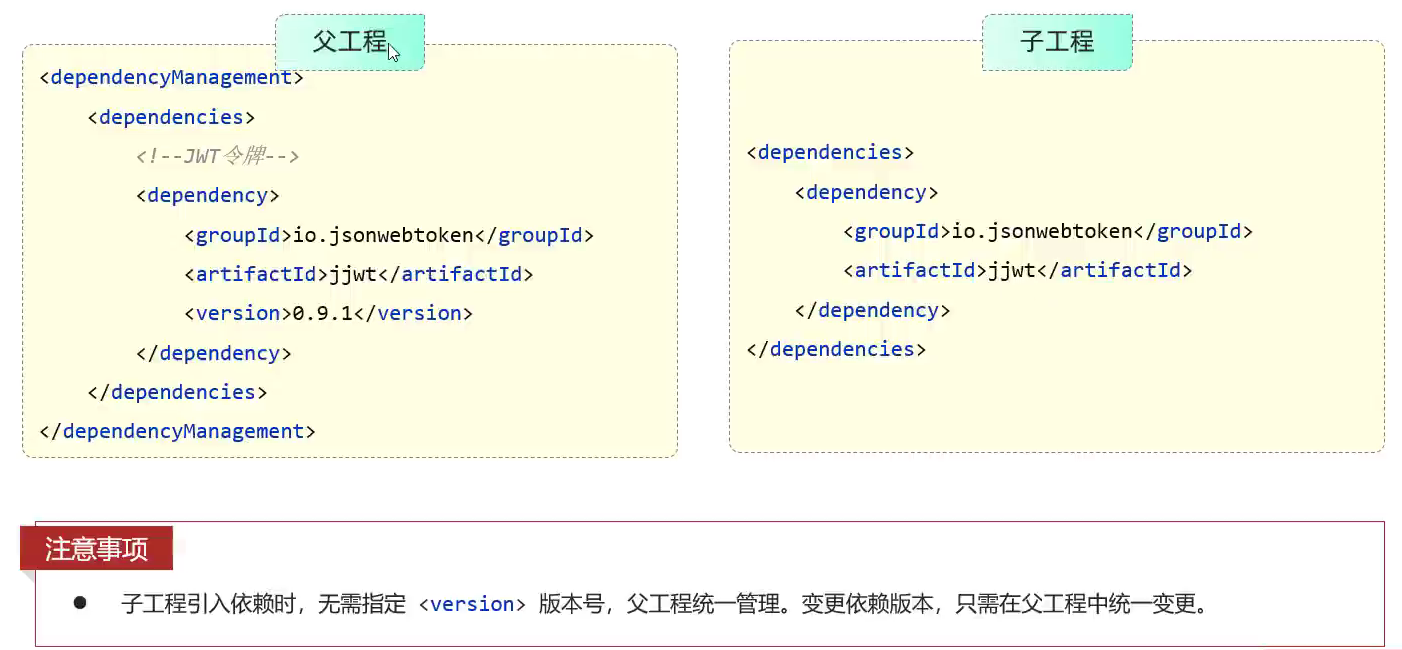 父工程
<dependencyManagement>
<dependencies>
<!--JWT令牌-->
<dependency>
<groupId>io.jsonwebtoken</groupId>
<artifactId>jjwt</artifactId>
<version>0.9.1</version>
</dependency>
</dependencies>
</dependencyManagement>
子工程
<dependencies>
<dependency>
<groupId>io.jsonwebtoken</groupId>
<artifactId>jjwt</artifactId>
</dependency>
</dependencies>
注意事项
● 子工程引入依赖时，无需指定 <version> 版本号，父工程统一管理。变更依赖版本，只需在父工程中统一变更。